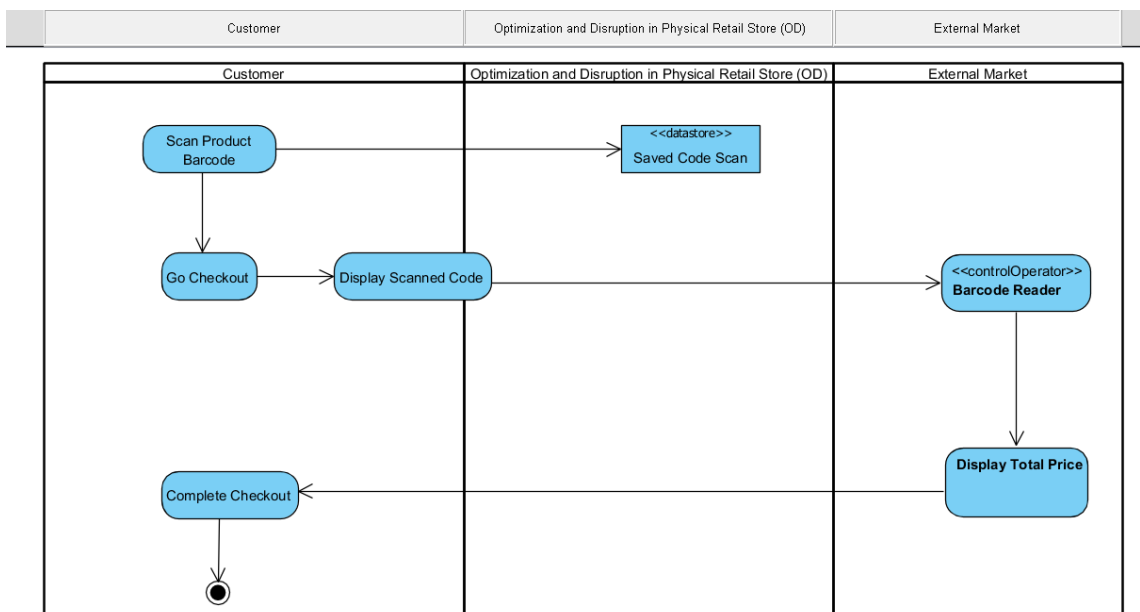 Customer
Optimization and Disruption in Physical Retail Store (OD)
External Market
Customer
Optimization and Disruption in Physical Retail Store (OD)
External Market
Scan Product
Barcode
<<datastore>>
Saved Code Scan
Go Checkout
Display Scanned Code
<<controlOperator>>
Barcode Reader
Display Total Price
Complete Checkout